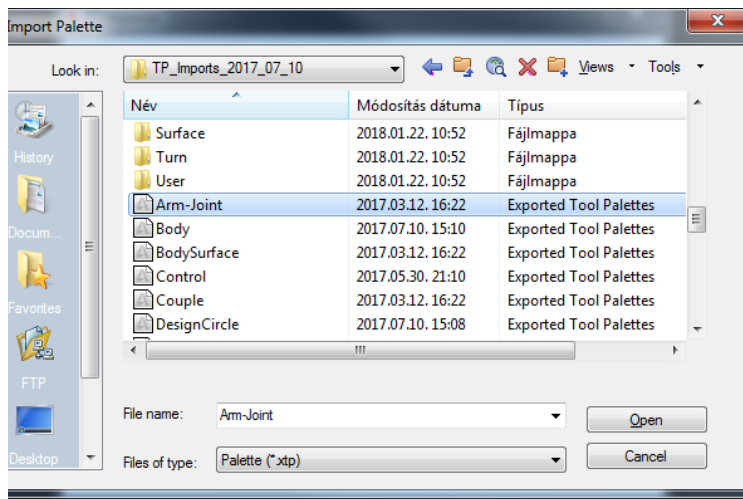 Import Palette
Look in: TP_Imports_2017_07_10 Views Tools
Név Módosítás dátuma Típus
Surface 2018.01.22. 10:52 Fájlmappa
Turn 2018.01.22. 10:52 Fájlmappa
User 2018.01.22. 10:52 Fájlmappa
Arm-Joint 2017.03.12. 16:22 Exported Tool Palettes
Body 2017.07.10. 15:10 Exported Tool Palettes
BodySurface 2017.03.12. 16:22 Exported Tool Palettes
Control 2017.05.30. 21:10 Exported Tool Palettes
Couple 2017.03.12. 16:22 Exported Tool Palettes
DesignCircle 2017.07.10. 15:08 Exported Tool Palettes
History
Docum...
Favorites
FTP
Desktop
File name: Arm-Joint Open
Files of type: Palette (*.xtp) Cancel